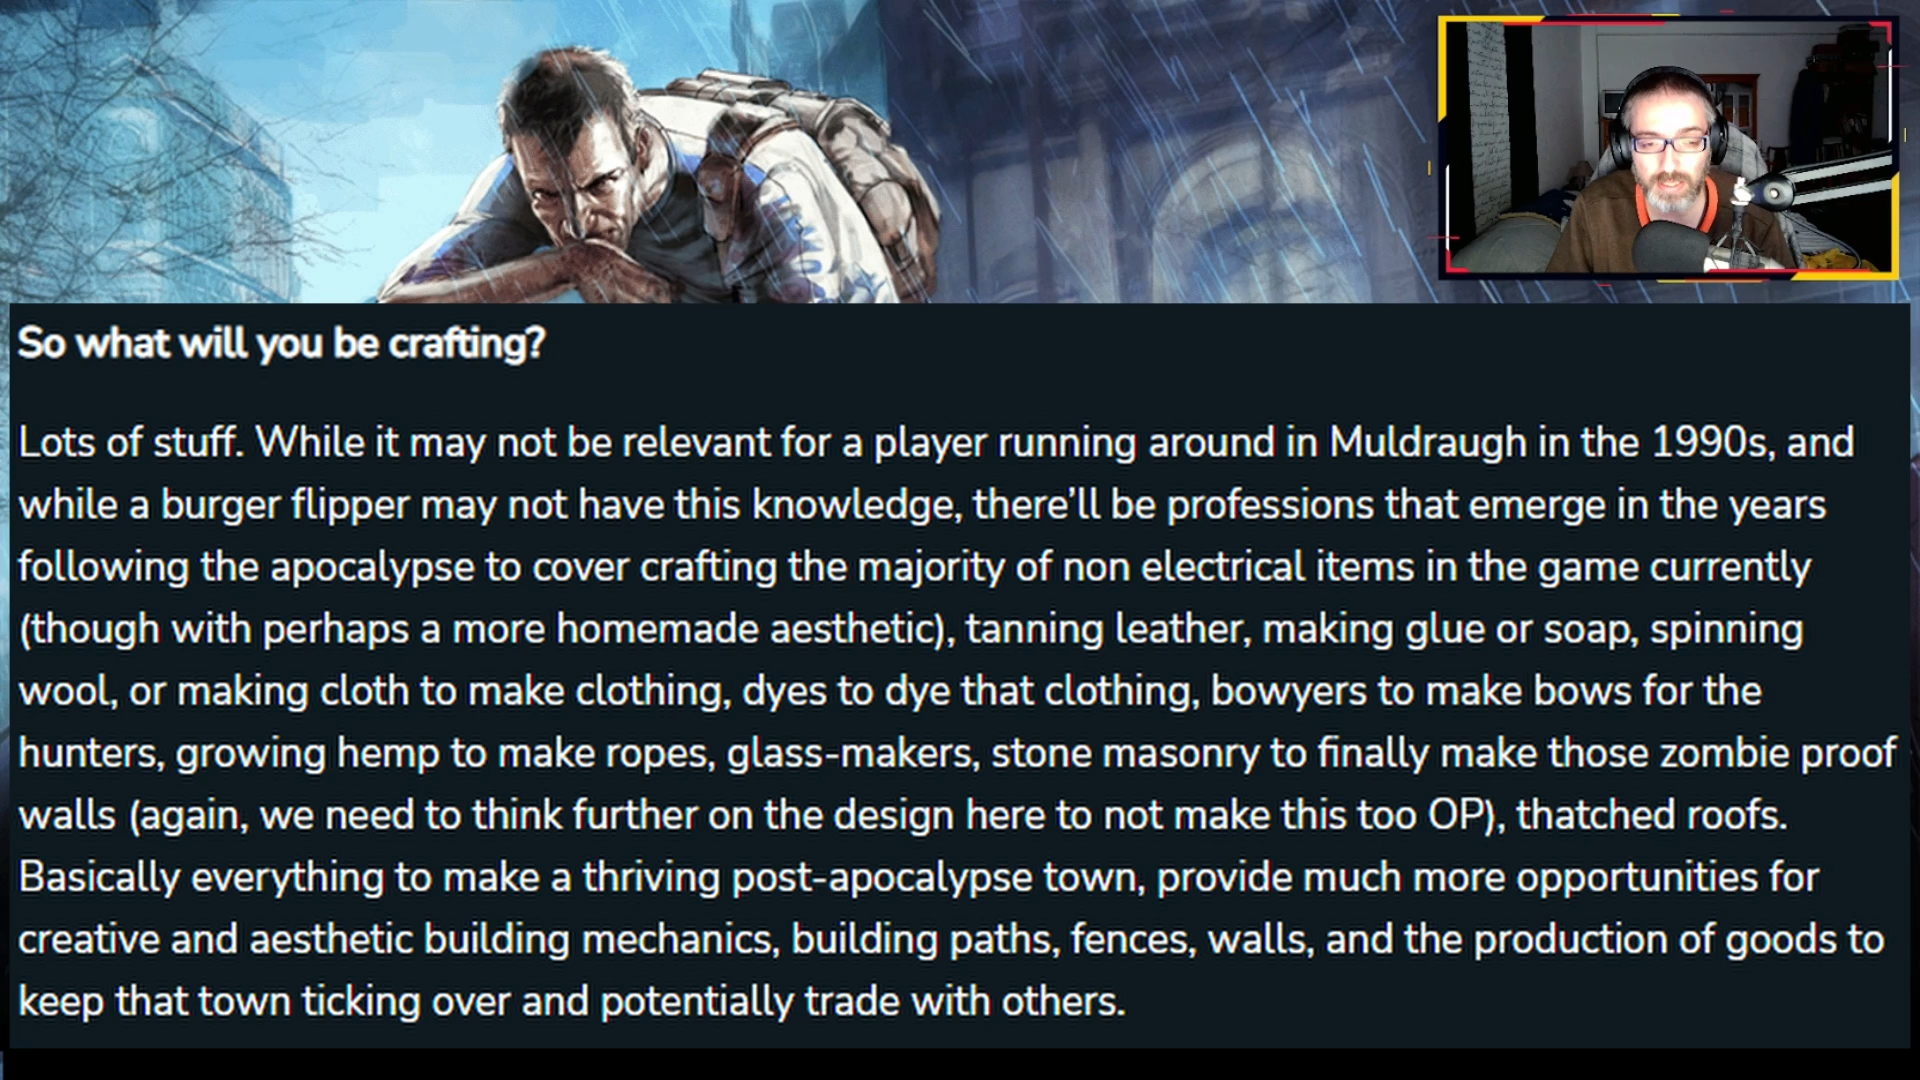 So what will you be crafting?
Lots of stuff. While it may not be relevant for a player running around in Muldraugh in the 1990s, and
while a burger flipper may not have this knowledge, there'll be professions that emerge in the years
following the apocalypse to cover crafting the majority of non electrical items in the game currently
(though with perhaps a more homemade aesthetic), tanning leather, making glue or soap, spinning
wool, or making cloth to make clothing, dyes to dye that clothing, bowyers to make bows for the
hunters, growing hemp to make ropes, glass-makers, stone masonry to finally make those zombie proof
walls (again, we need to think further on the design here to not make this too OP), thatched roofs.
Basically everything to make a thriving post-apocalypse town, provide much more opportunities for
creative and aesthetic building mechanics, building paths, fences, walls, and the production of goods to
keep that town ticking over and potentially trade with others.